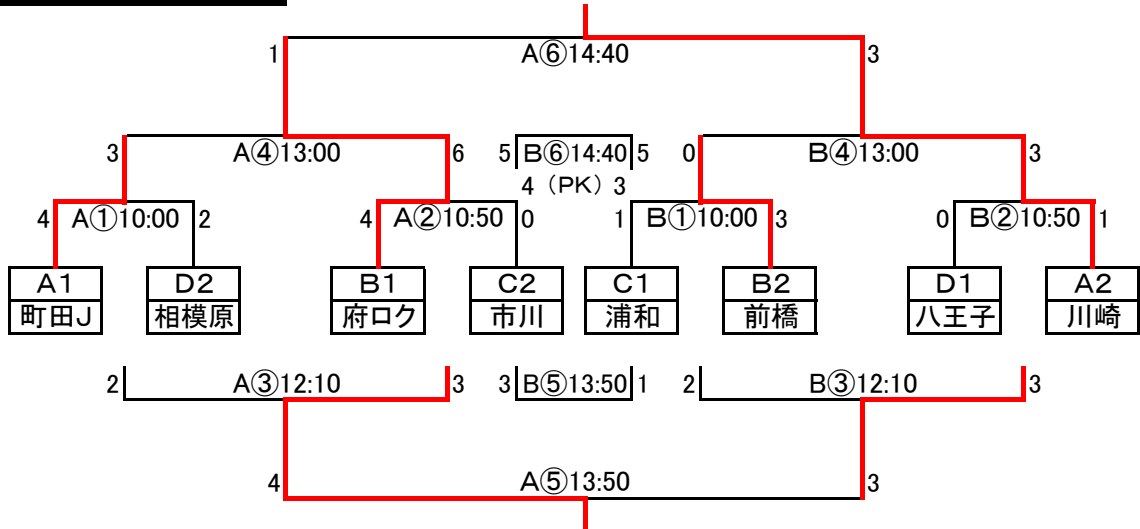 1 A⑥14:40 3
3 A④13:00 6 5 B⑥14:40 5 0 B④13:00 3
4（PK）3
4 A①10:00 2 4 A②10:50 0 1 B①10:00 3 0 B②10:50 1
A1 D2 B1 C2 C1 B2 D1 A2
町田J 相模原 府ロク 市川 浦和 前橋 八王子 川崎
2 A③12:10 3 3 B⑤13:50 1 2 B③12:10 3
4 A⑤13:50 3